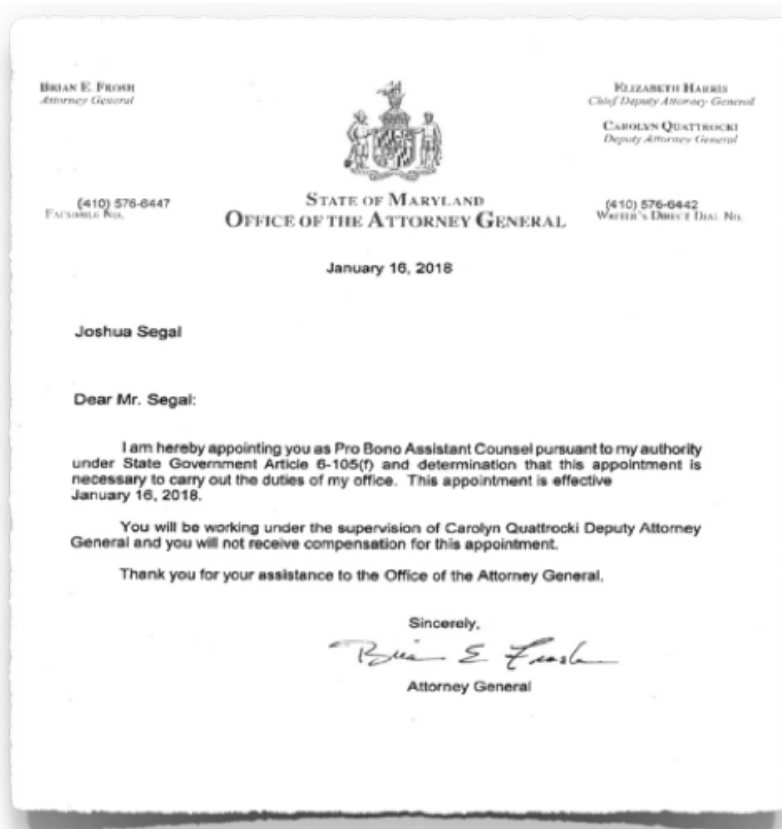 BRIAN E. FROSH
Attorney General
ELIZABETH HARRIS
Chief Deputy Attorney General
CAROLYN QUATTROCKI
Deputy Attorney General
(410) 576-6447
FACSIMILE NO.
STATE OF MARYLAND
OFFICE OF THE ATTORNEY GENERAL
(410) 576-6442
WRITER'S DIRECT DIAL NO.
January 16, 2018
Joshua Segal
Dear Mr. Segal:
I am hereby appointing you as Pro Bono Assistant Counsel pursuant to my authority
under State Government Article 6-105(f) and determination that this appointment is
necessary to carry out the duties of my office. This appointment is effective
January 16, 2018.
You will be working under the supervision of Carolyn Quattrocki Deputy Attorney
General and you will not receive compensation for this appointment.
Thank you for your assistance to the Office of the Attorney General.
Sincerely,
Brian E Frosh
Attorney General